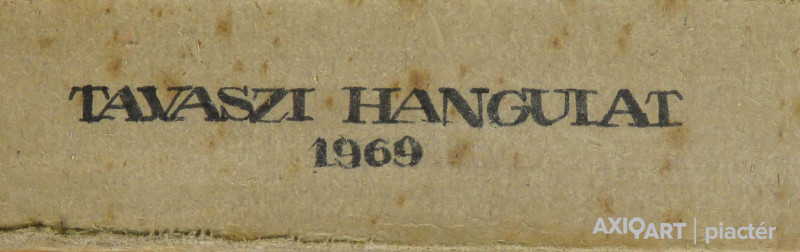 TAVASZI HANGULAT
1969
AXIOART | piactér